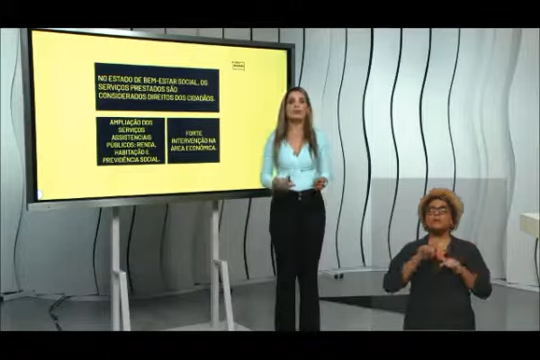 NO ESTADO DE BEM-ESTAR SOCIAL, OS
SERVIÇOS PRESTADOS SÃO
CONSIDERADOS DIREITOS DOS CIDADÃOS.
AMPLIAÇÃO DOS
SERVIÇOS
ASSISTENCIAIS
PÚBLICOS: RENDA,
HABITAÇÃO E
PREVIDÊNCIA SOCIAL.
FORTE
INTERVENÇÃO NA
ÁREA ECONÔMICA.